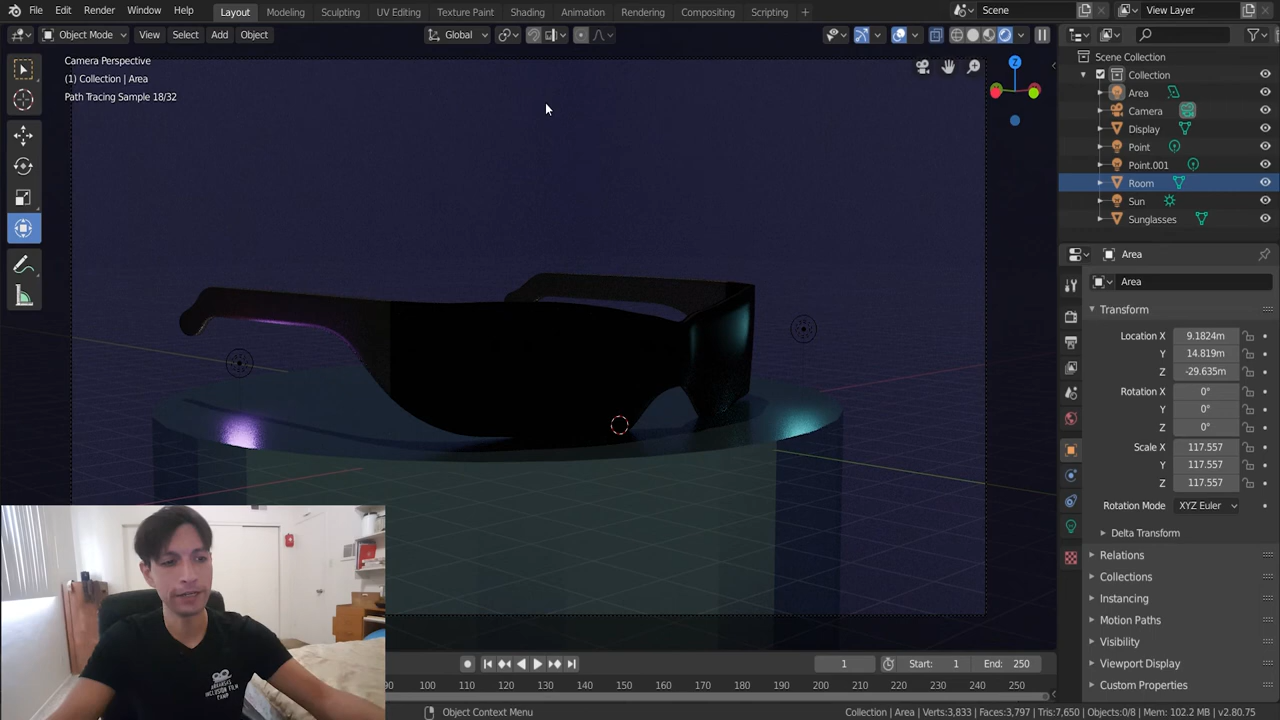 File Edit Render Window Help Layout Modeling Sculpting UV Editing Texture Paint Shading Animation Rendering Compositing Scripting + Scene View Layer
Object Mode View Select Add Object Global
Camera Perspective
(1) Collection | Area
Path Tracing Sample 18/32
Z
Scene Collection
Collection
Area
Camera
Display
Point
Point.001
Room
Sun
Sunglasses
Area
Area
Transform
Location X 9.1824m
Y 14.819m
Z -29.635m
Rotation X 0°
Y 0°
Z 0°
Scale X 117.557
Y 117.557
Z 117.557
Rotation Mode XYZ Euler
Delta Transform
Relations
Collections
Instancing
Motion Paths
Visibility
Viewport Display
Custom Properties
ARKANSAS
INCLUSION FILM
CAMP
1 Start: 1 End: 250
90 100 110 120 130 140 150 160 170 180 190 200 210 220 230 240 250
Object Context Menu
Collection | Area | Verts:3,833 | Faces:3,797 | Tris:7,650 | Objects:0/8 | Mem: 102.2 MB | v2.80.75